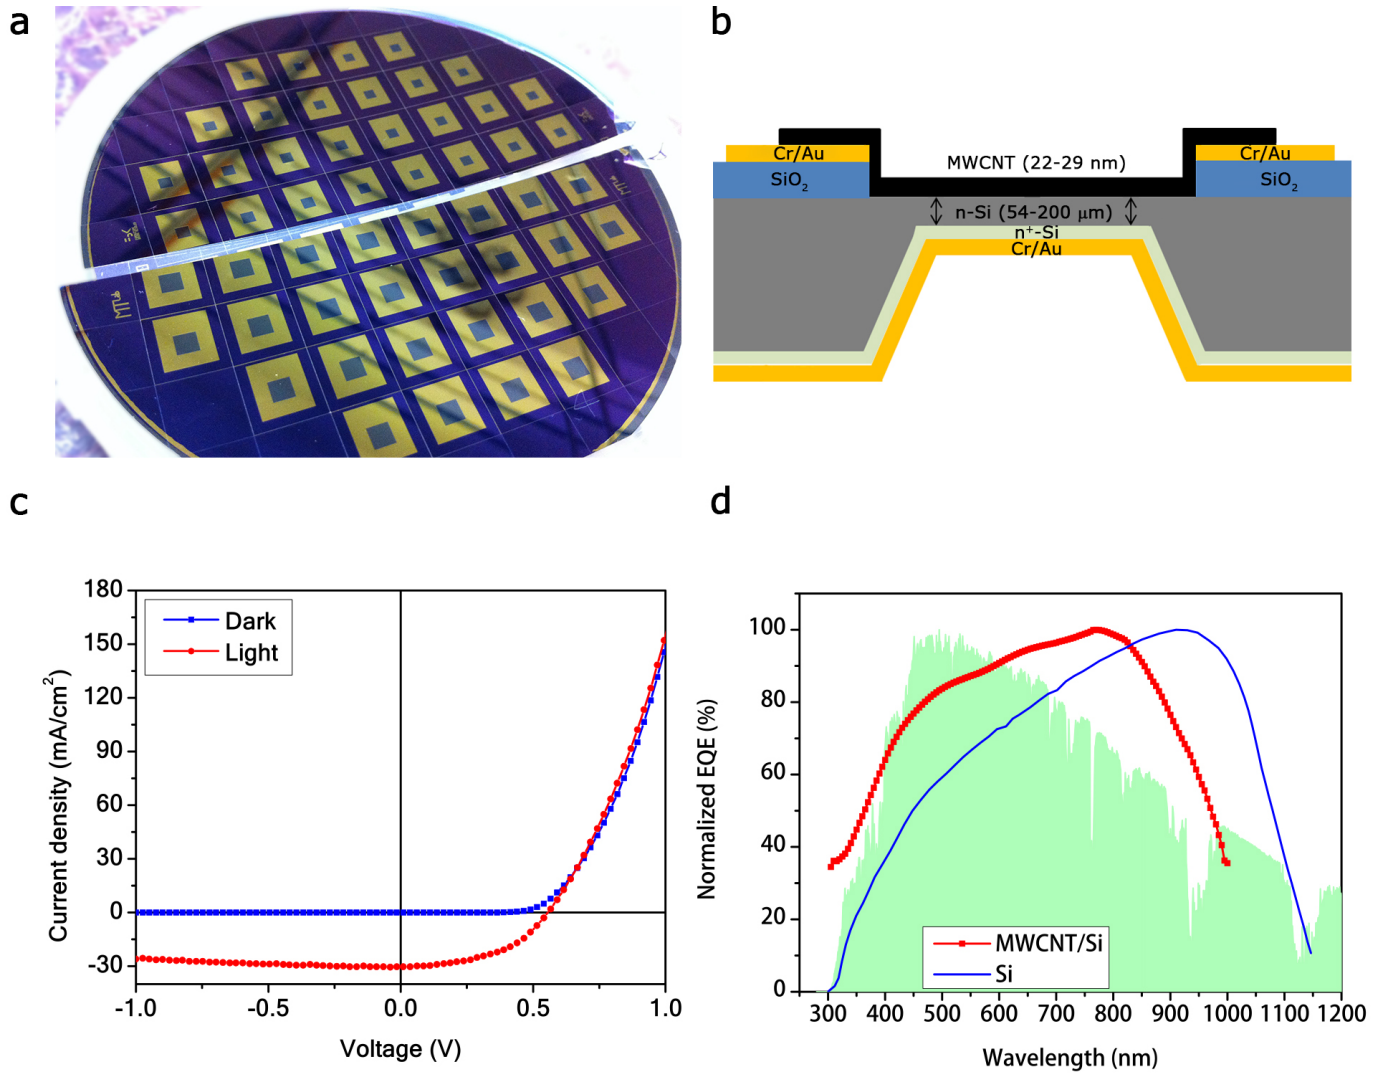 a
b
Cr/Au
Cr/Au
MWCNT (22-29 nm)
SiO2
SiO2
n-Si (54-200 μm)
n+-Si
Cr/Au
c
d
180
150
120
90
60
30
0
-30
-1.0
-0.5
0.0
0.5
1.0
Current density (mA/cm2)
Voltage (V)
Dark
Light
100
80
60
40
20
0
300
400
500
600
700
800
900
1000
1100
1200
Normalized EQE (%)
Wavelength (nm)
MWCNT/Si
Si